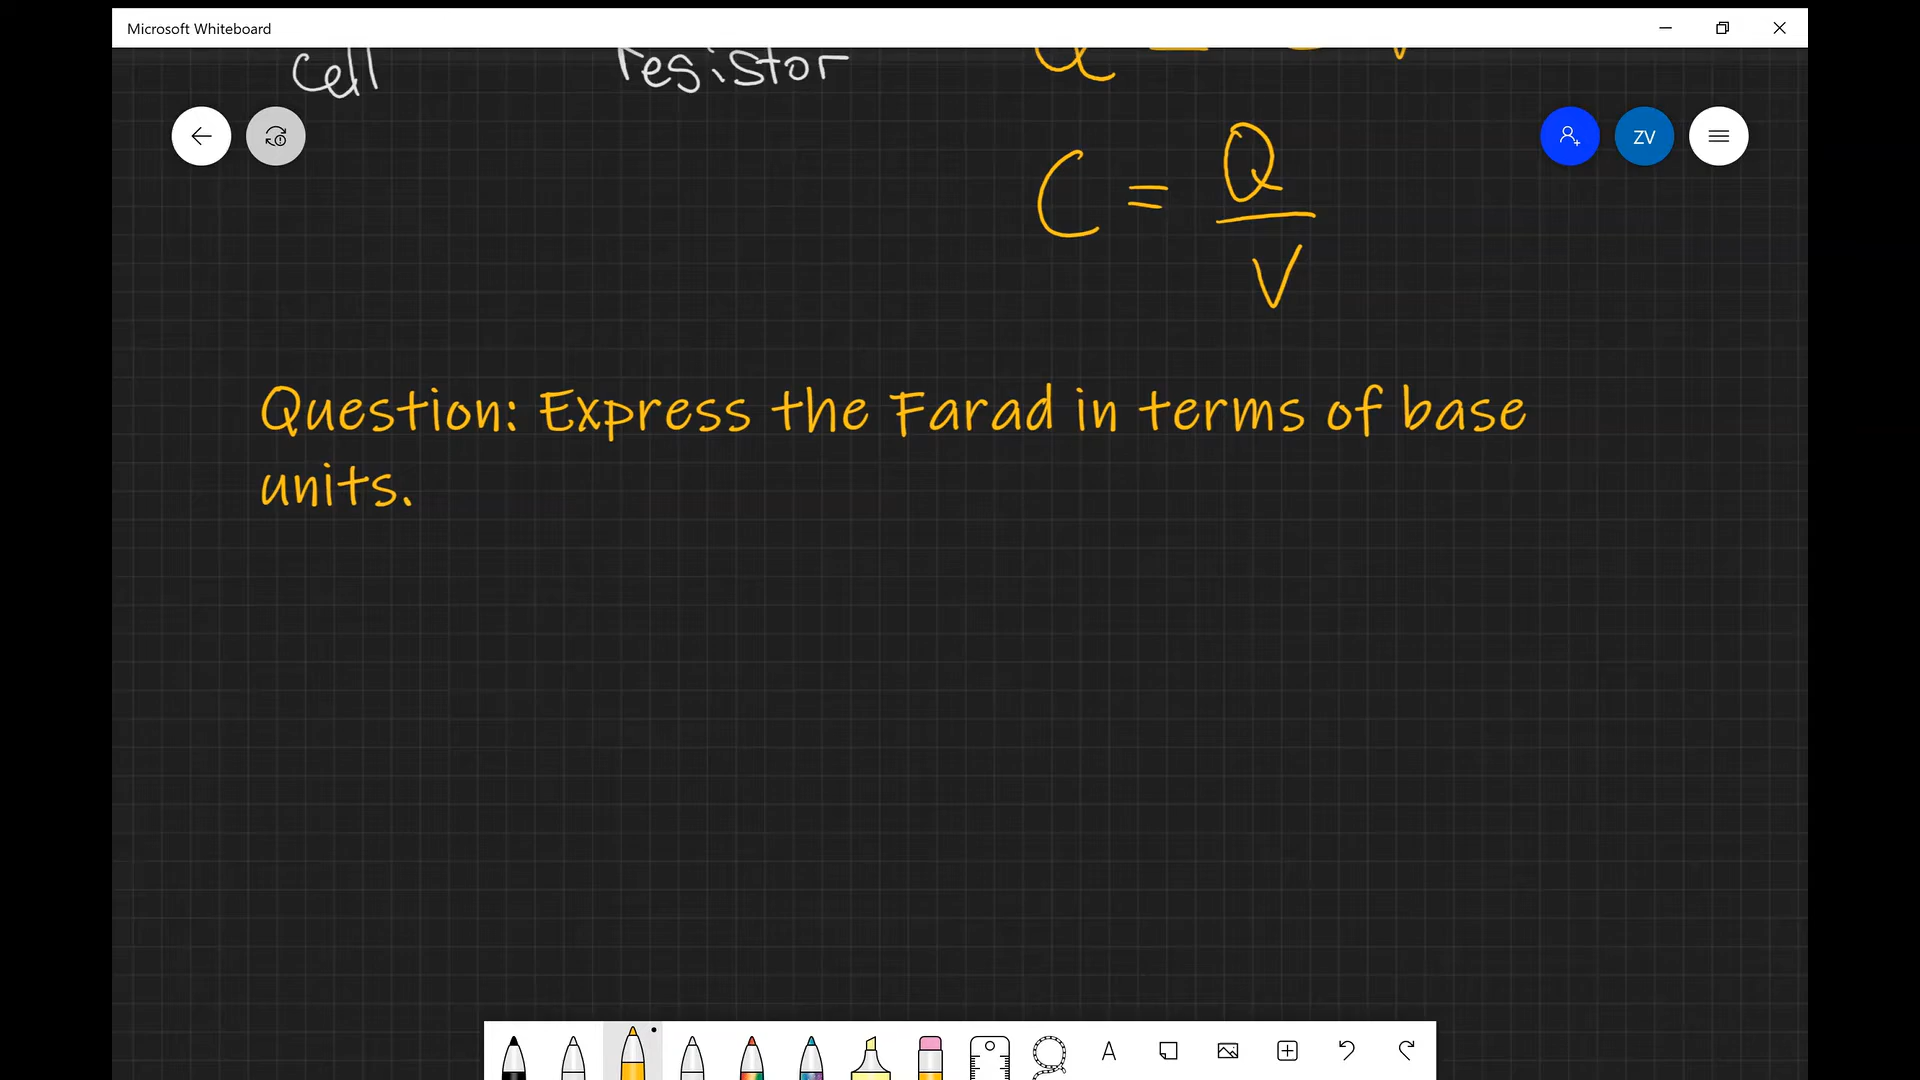 Microsoft Whiteboard
Cell resistor
ZV
C = Q
V
Question: Express the Farad in terms of base
units.
A